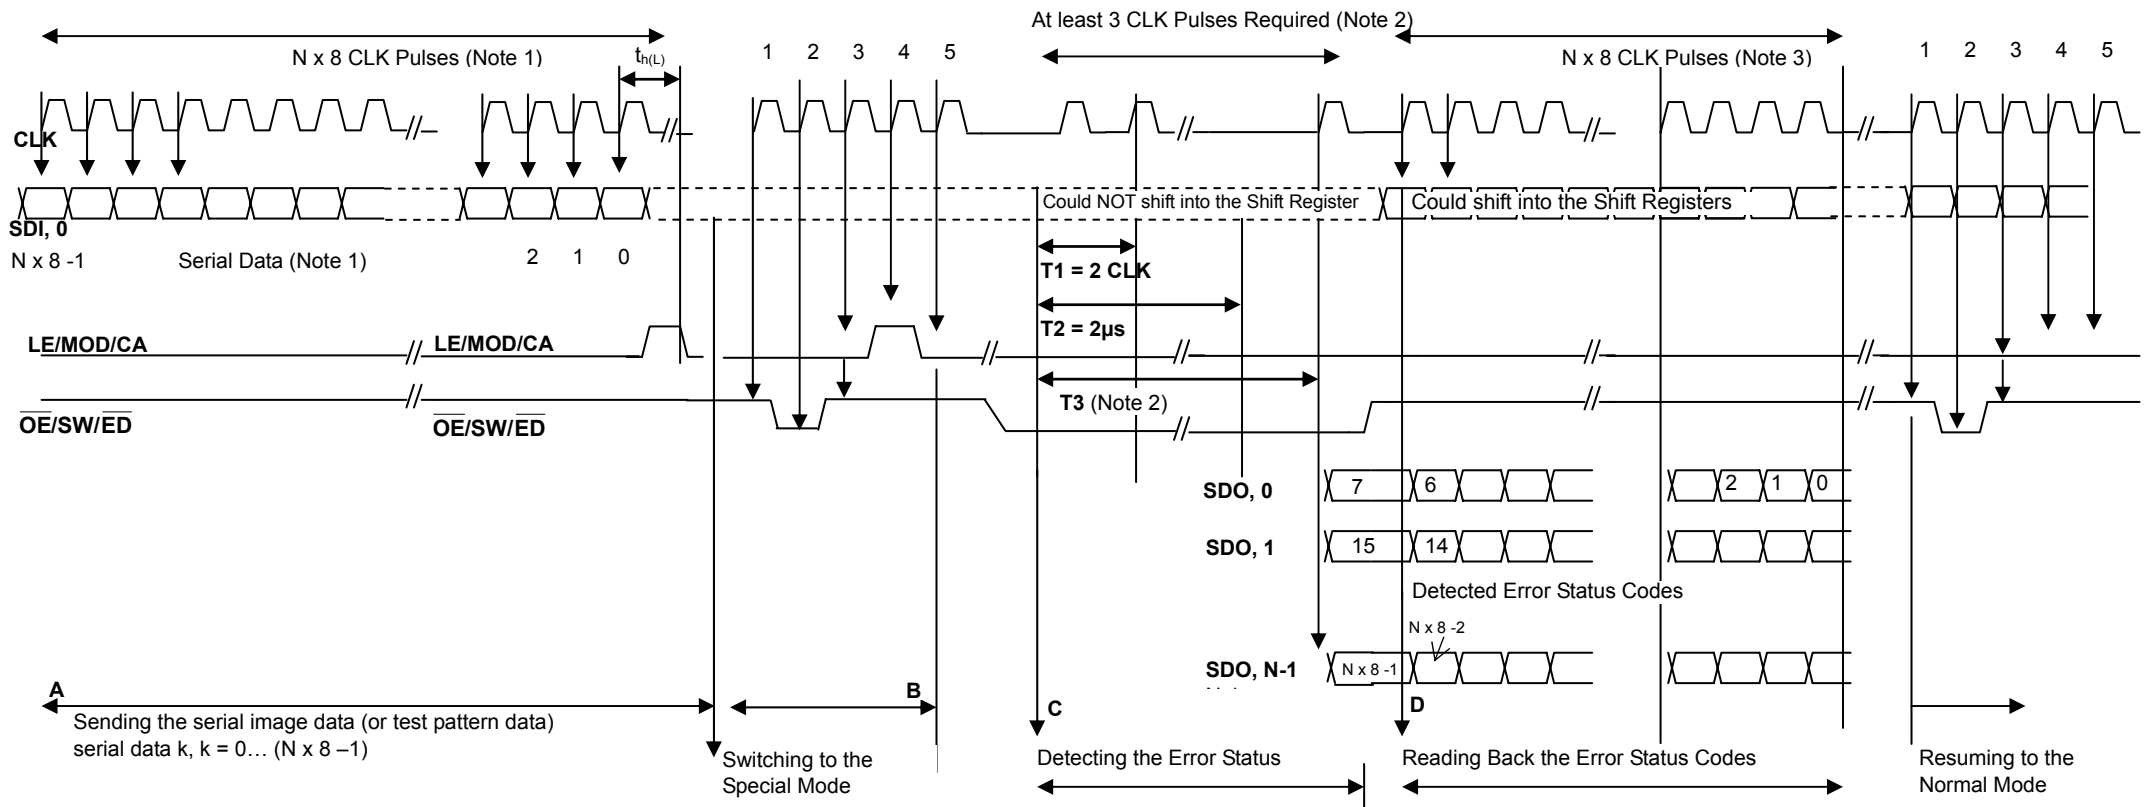 At least 3 CLK Pulses Required (Note 2)
N x 8 CLK Pulses (Note 1)
th(L)
1 2 3 4 5
N x 8 CLK Pulses (Note 3)
1 2 3 4 5
CLK
SDI, 0
Could NOT shift into the Shift Register
Could shift into the Shift Registers
N x 8 -1
Serial Data (Note 1)
2 1 0
T1 = 2 CLK
T2 = 2µs
LE/MOD/CA
LE/MOD/CA
T3 (Note 2)
OE/SW/ED
OE/SW/ED
SDO, 0
7 6
2 1 0
SDO, 1
15 14
Detected Error Status Codes
N x 8 -2
SDO, N-1
N x 8 -1
A
B
C
D
Sending the serial image data (or test pattern data)
serial data k, k = 0… (N x 8 –1)
Switching to the
Special Mode
Detecting the Error Status
Reading Back the Error Status Codes
Resuming to the
Normal Mode